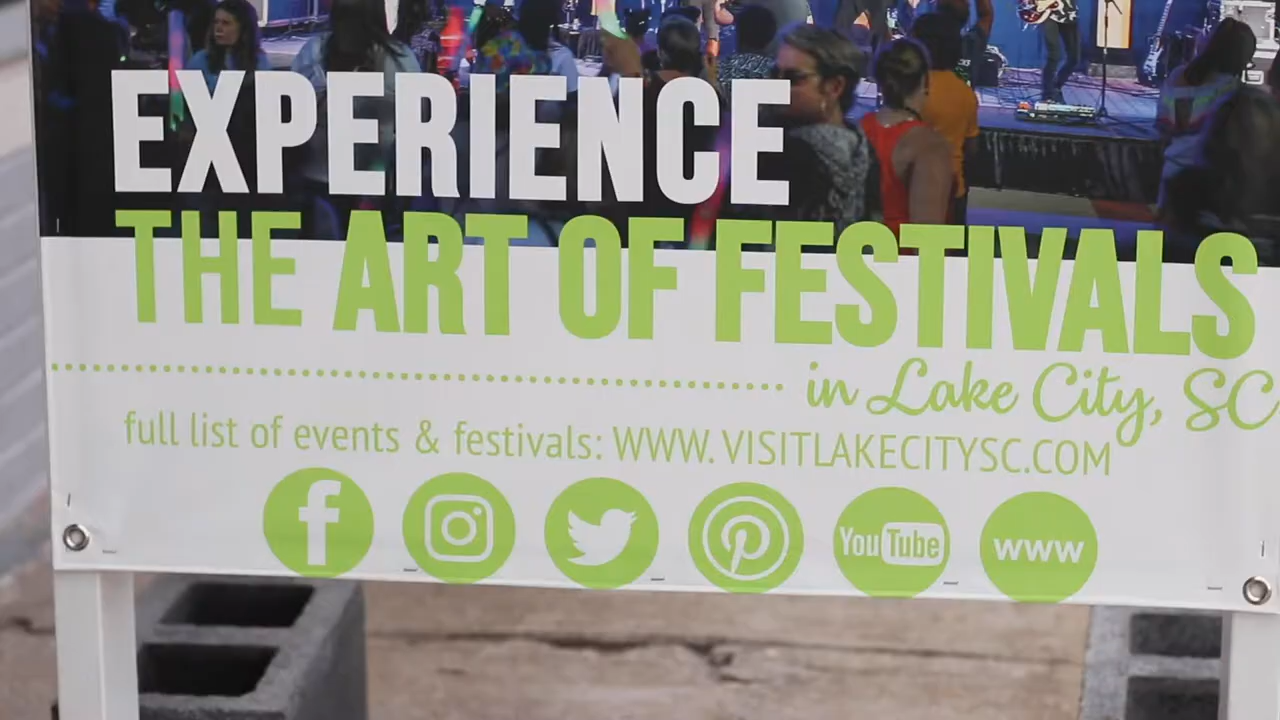 EXPERIENCE
THE ART OF FESTIVALS
in Lake City, SC
full list of events & festivals: WWW.VISITLAKECITYSC.COM
f YouTube www